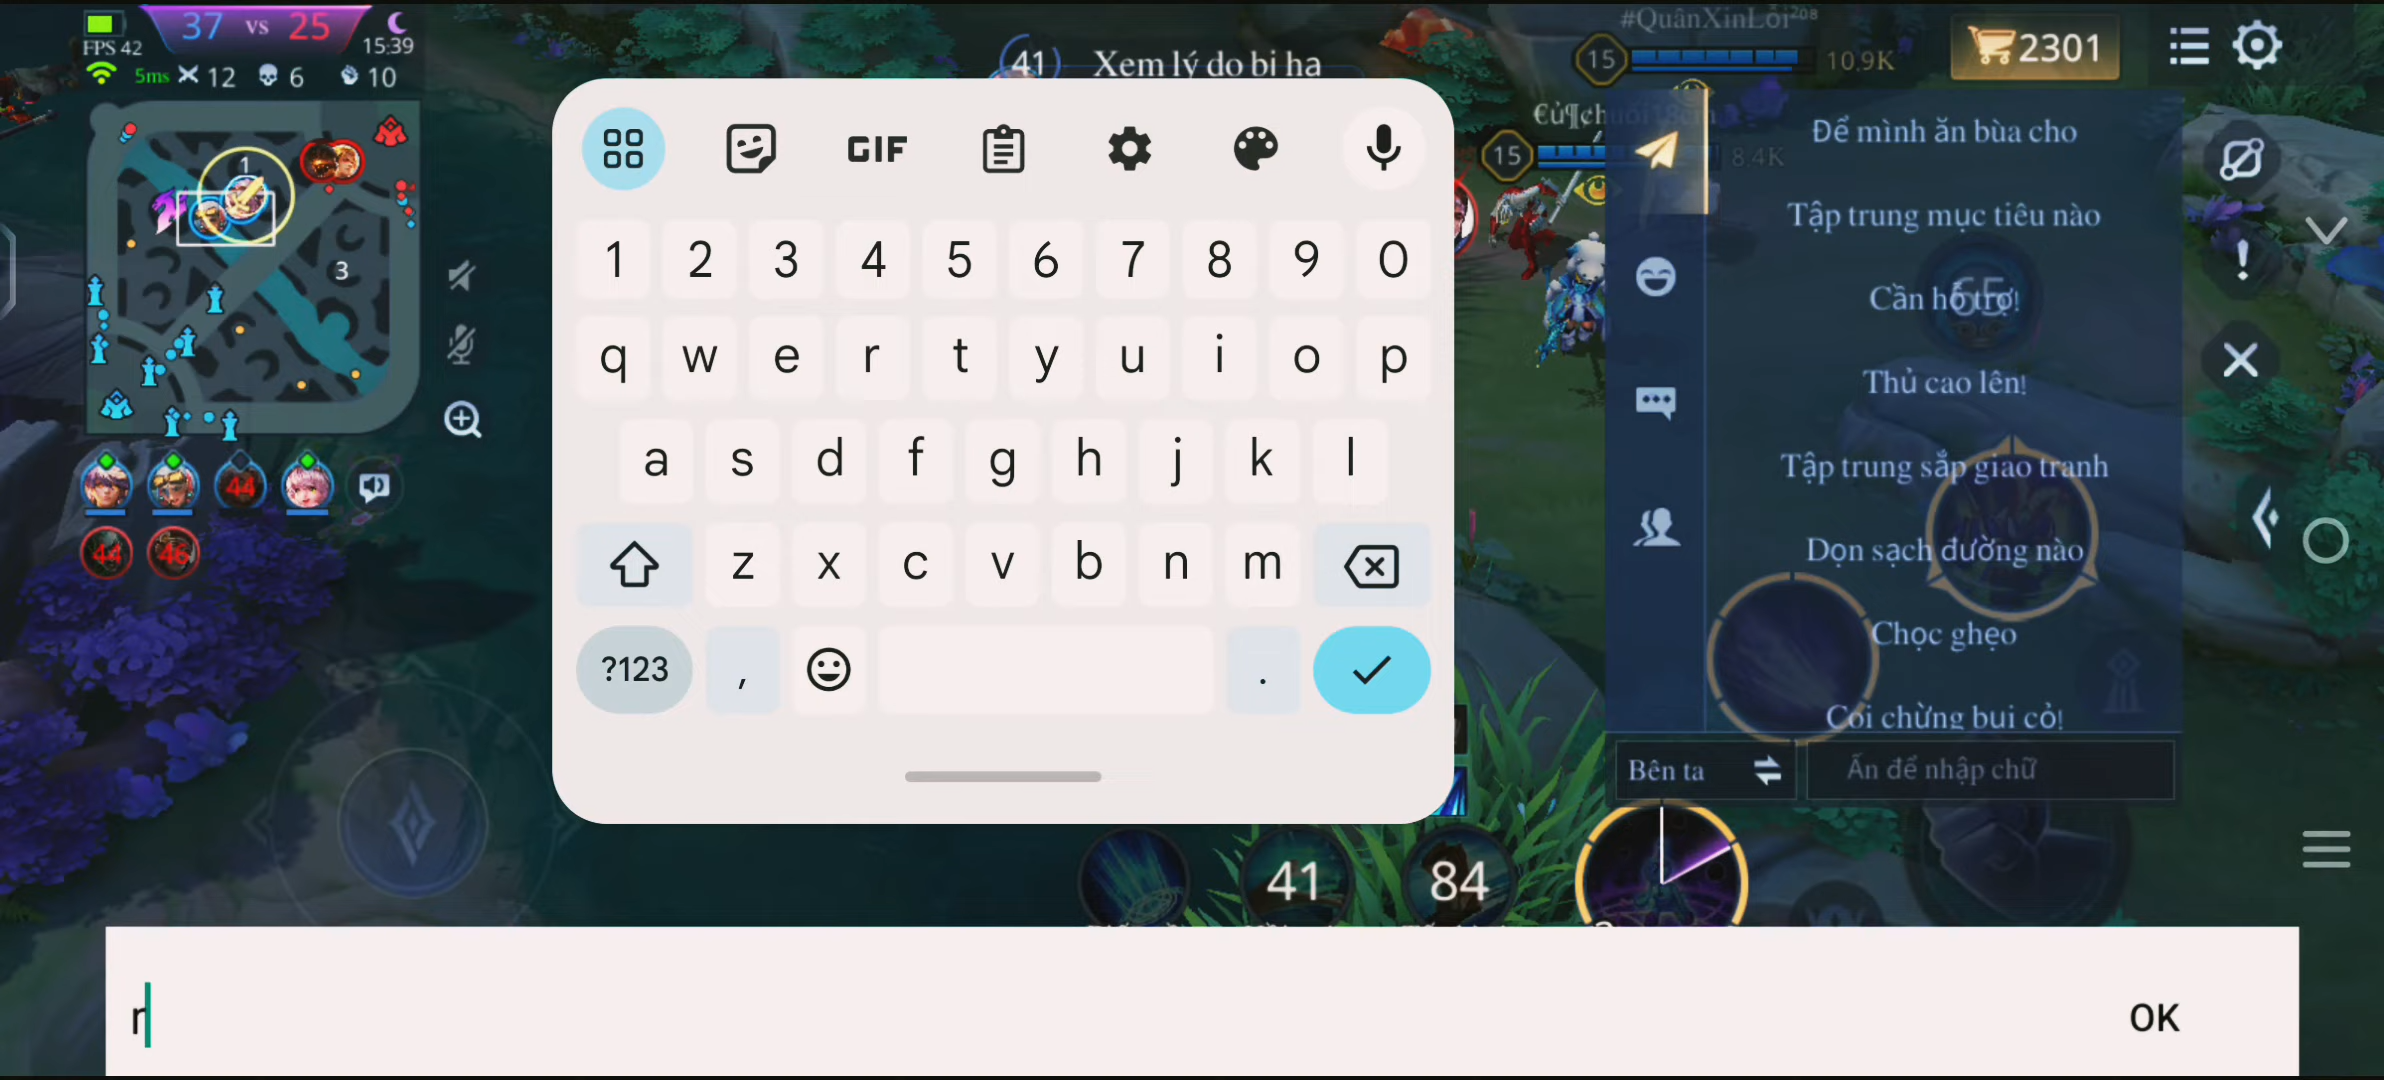 37 vs 25
FPS 42
15:39
5ms 12 6 10
41 Xem lý do bị hạ
#QuânXinLỗi²⁰⁸
15 10.9K
15 8.4K
2301
1
3
44
44 46
GIF
1 2 3 4 5 6 7 8 9 0
q w e r t y u i o p
a s d f g h j k l
z x c v b n m
?123 , .
Để mình ăn bùa cho
Tập trung mục tiêu nào
Cần hỗ trợ!
65
Thủ cao lên!
Tập trung sắp giao tranh
Dọn sạch đường nào
Chọc ghẹo
Coi chừng bụi cỏ!
Bên ta
Ấn để nhập chữ
41
84
r
OK